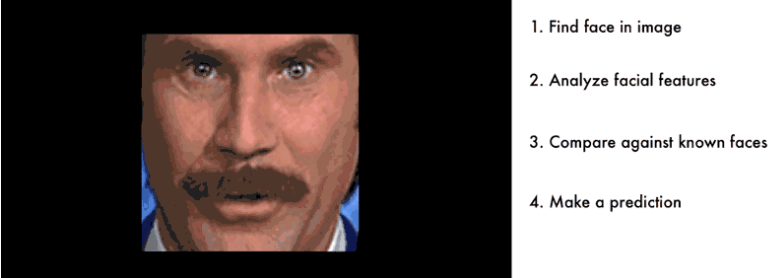 1. Find face in image
2. Analyze facial features
3. Compare against known faces
4. Make a prediction